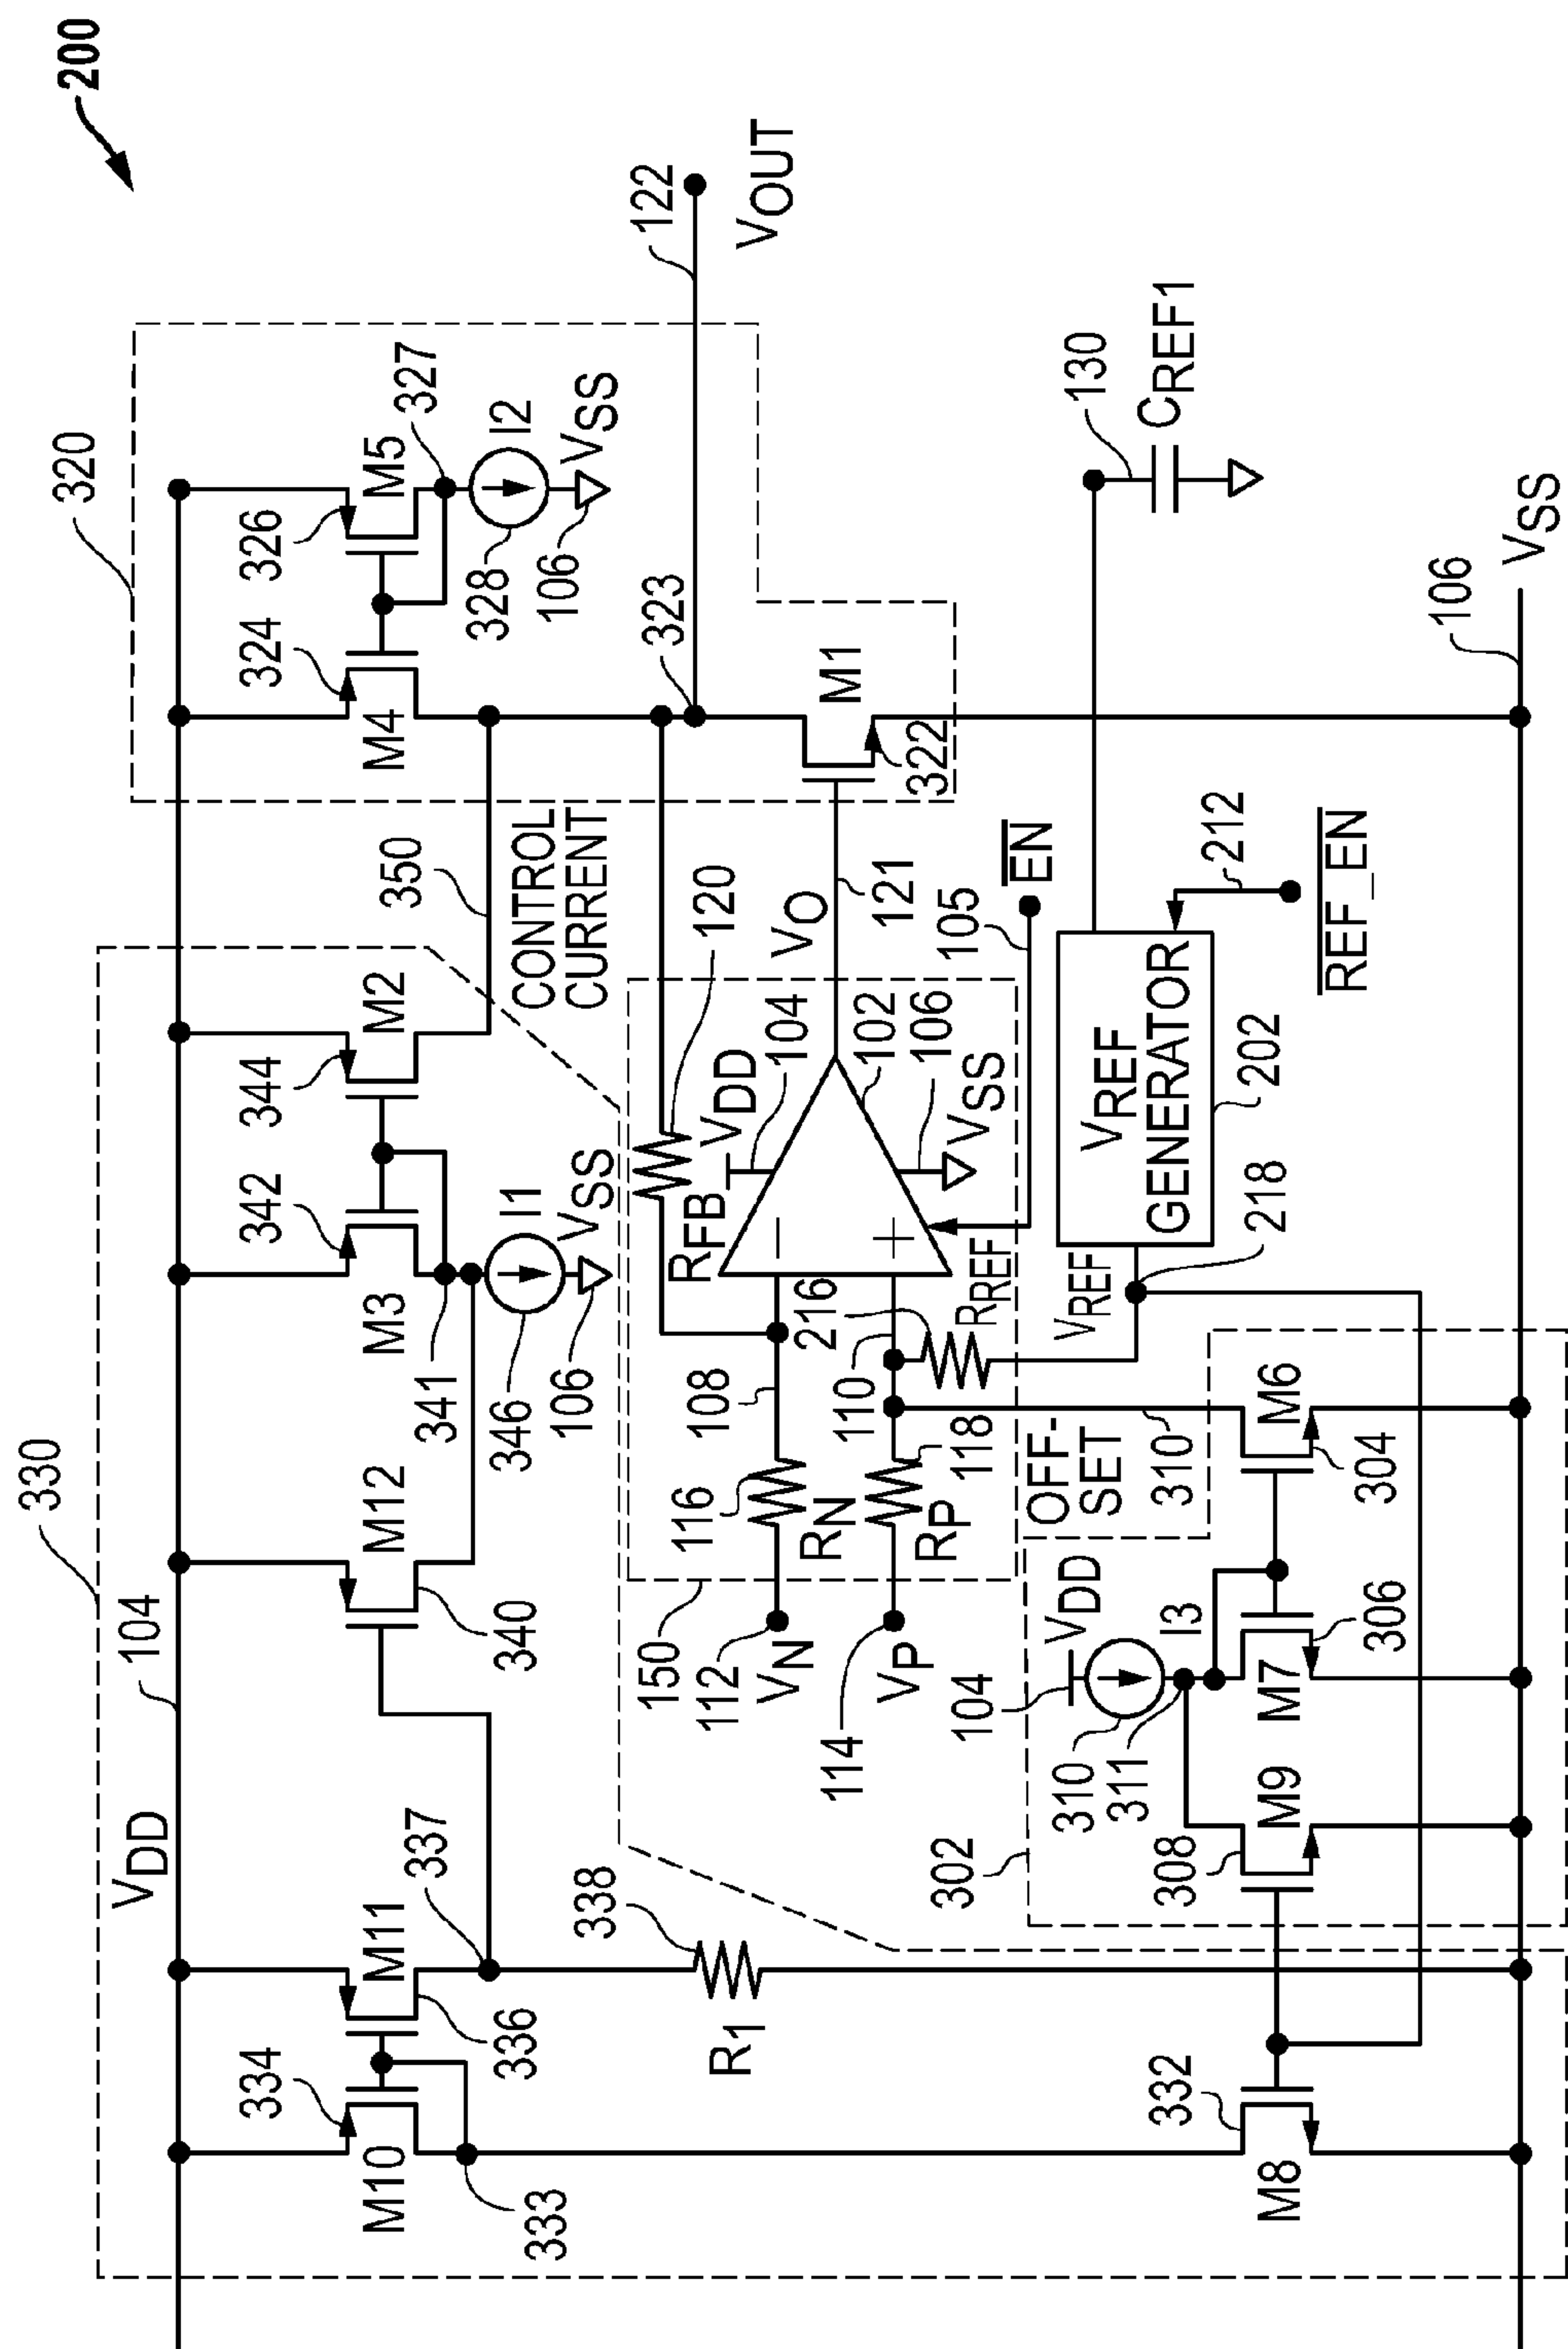 200
330
320
VDD
104
334
M10
333
M11
336
337
338
R1
M12
340
342
M3
341
346
I1
VSS
106
344
M2
350
CONTROL
CURRENT
324
M4
326
M5
327
I2
328
VSS
106
323
122
VOUT
M1
322
150
112
VN
114
VP
116
RN
RP
118
108
110
RFB
120
VDD
104
216
RREF
VO
121
102
106
VSS
105
E̅N̅
VREF
218
VREF
GENERATOR
202
212
R̅E̅F̅_̅E̅N̅
130
CREF1
OFF-
SET
310
302
104
VDD
I3
310
311
308
M9
M7
306
M6
304
332
M8
106
VSS